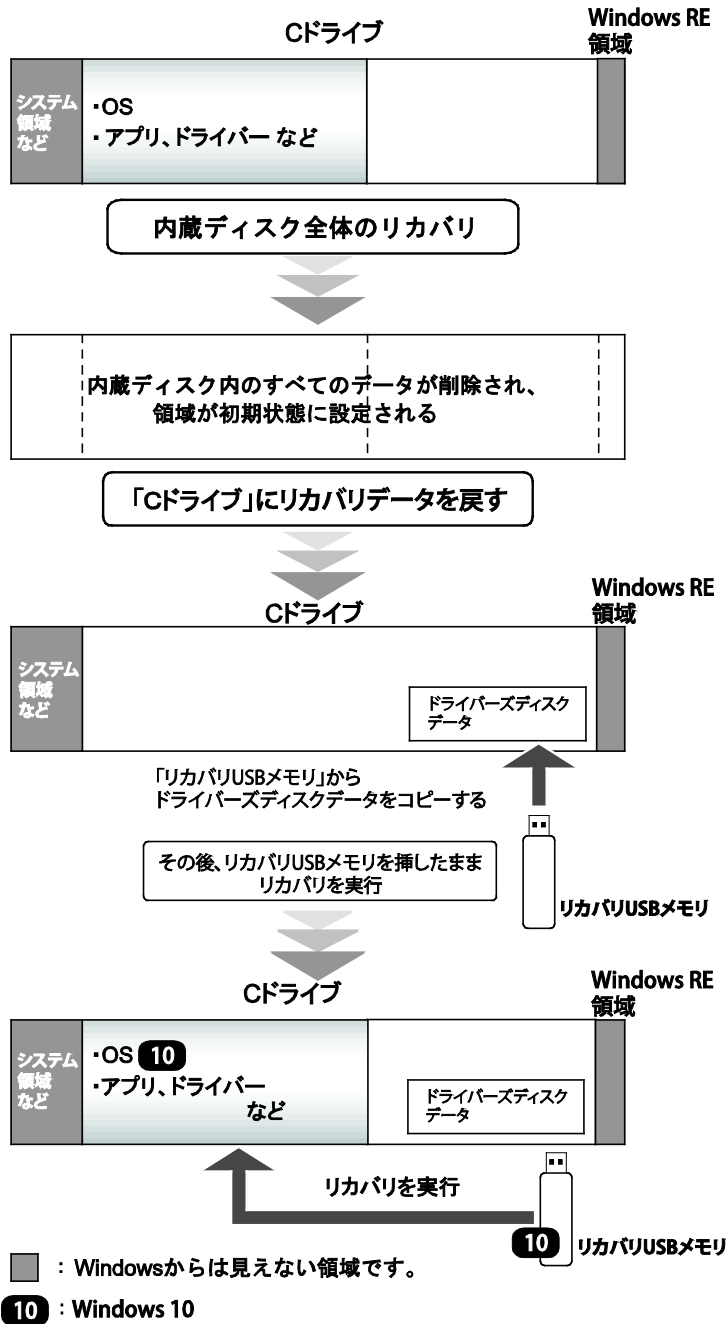 Cドライブ
Windows RE
領域
システム
領域
など
・OS
・アプリ、ドライバー など
内蔵ディスク全体のリカバリ
内蔵ディスク内のすべてのデータが削除され、
領域が初期状態に設定される
「Cドライブ」にリカバリデータを戻す
Cドライブ
Windows RE
領域
システム
領域
など
ドライバーズディスク
データ
「リカバリUSBメモリ」から
ドライバーズディスクデータをコピーする
その後、リカバリUSBメモリを挿したまま
リカバリを実行
リカバリUSBメモリ
Cドライブ
Windows RE
領域
システム
領域
など
・OS 10
・アプリ、ドライバー
など
ドライバーズディスク
データ
リカバリを実行
10 リカバリUSBメモリ
：Windowsからは見えない領域です。
10：Windows 10